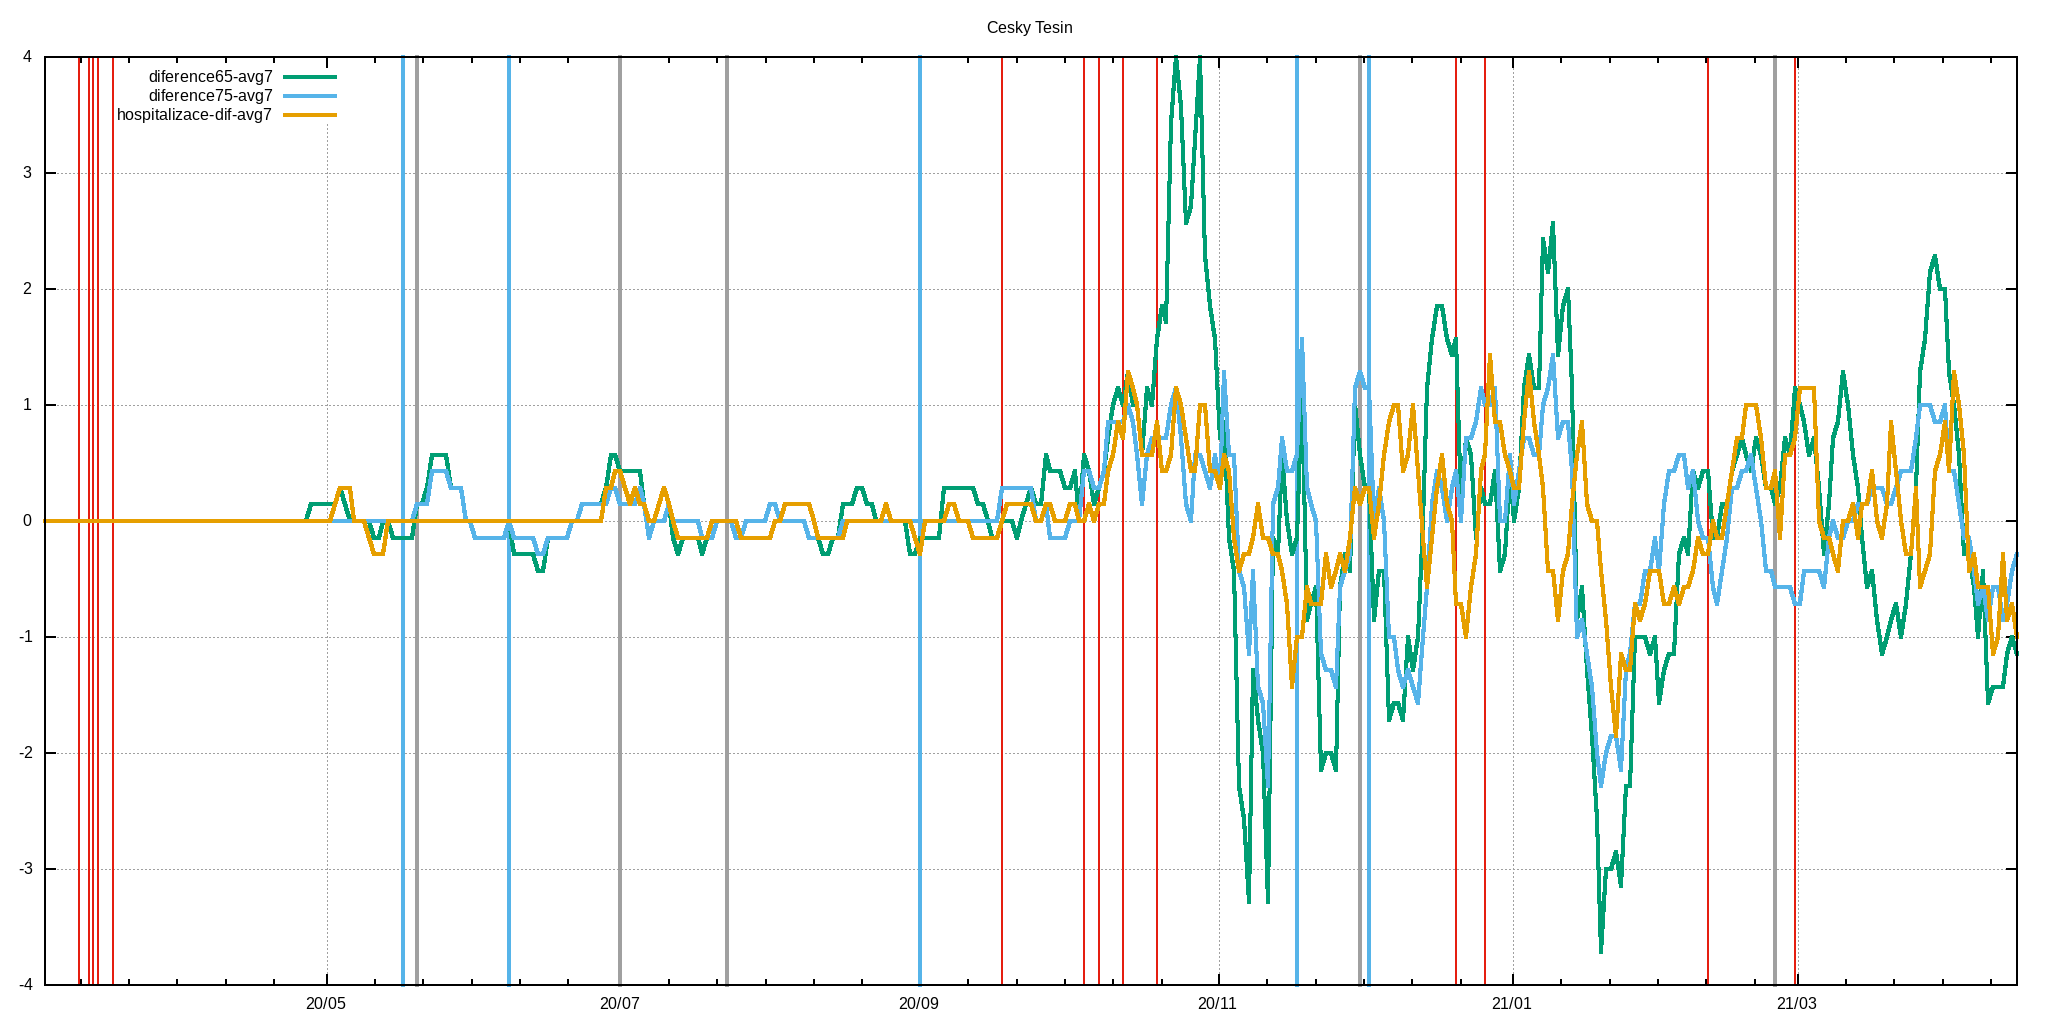 Cesky Tesin
4
diference65-avg7
diference75-avg7
hospitalizace-dif-avg7
3
2
1
0
-1
-2
-3
-4
20/05 20/07 20/09 20/11 21/01 21/03